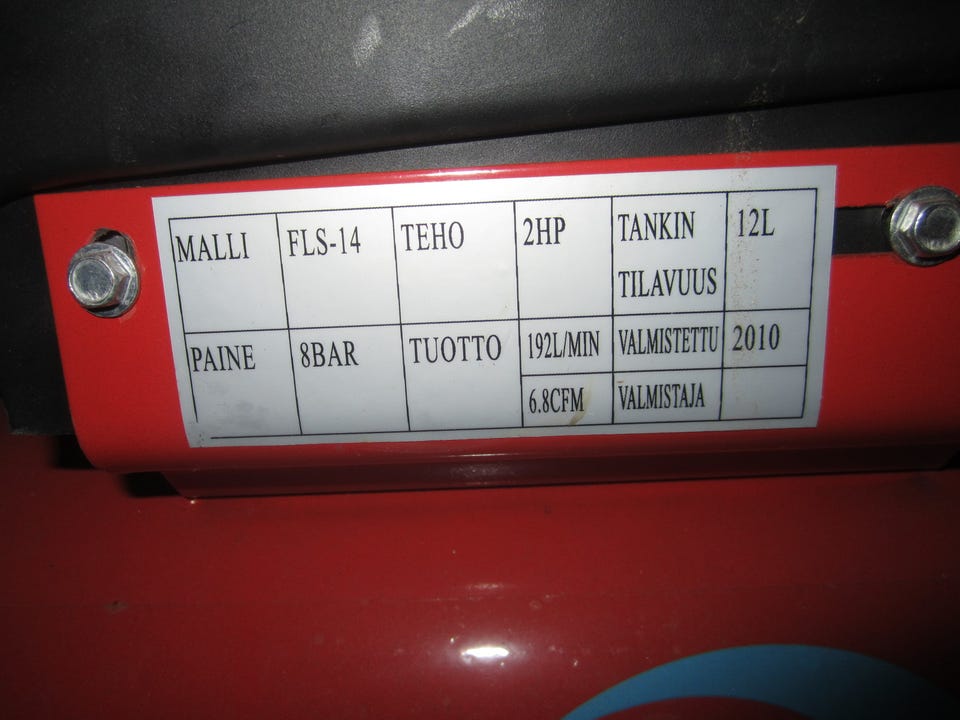 MALLI FLS-14 TEHO 2HP TANKIN 12L
TILAVUUS
PAINE 8BAR TUOTTO 192L/MIN VALMISTETTU 2010
6.8CFM VALMISTAJA